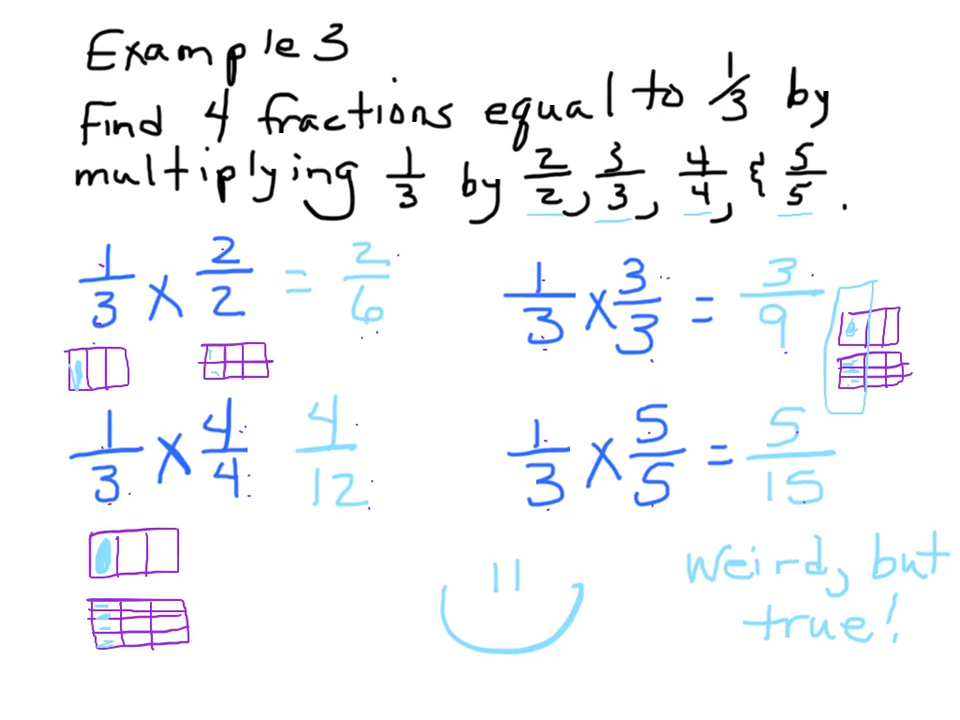 Example 3
Find 4 fractions equal to 1/3 by
multiplying 1/3 by 2/2, 3/3, 4/4, & 5/5.
1/3 x 2/2 = 2/6
1/3 x 3/3 = 3/9
1/3 x 4/4 4/12
1/3 x 5/5 = 5/15
weird, but
true!